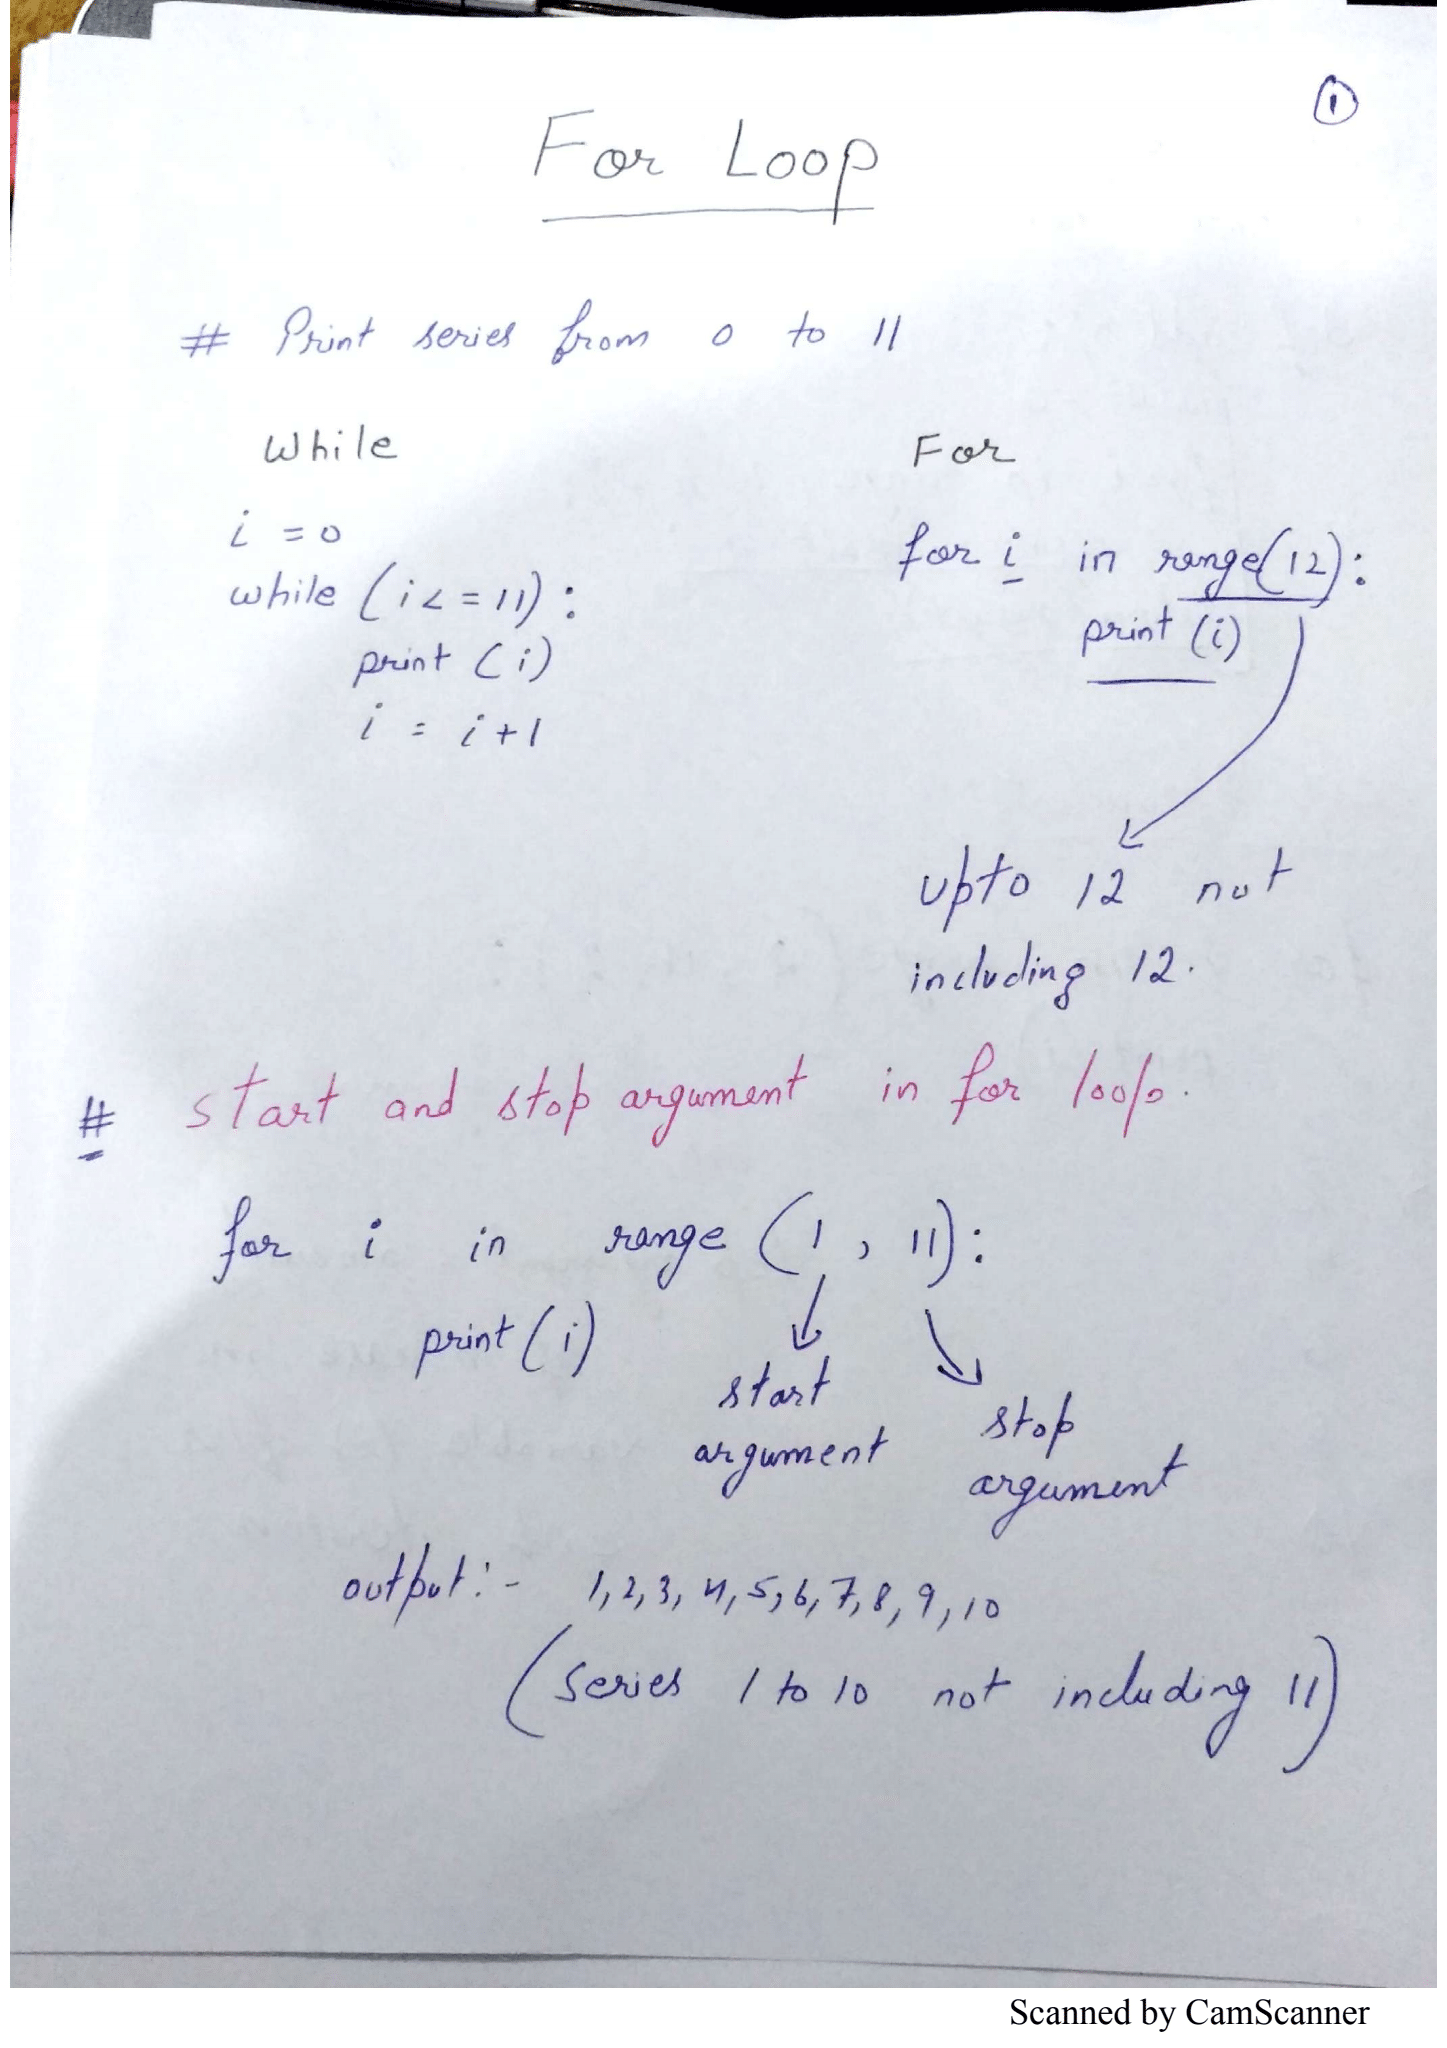 1
For Loop
# Print series from 0 to 11
While
i = 0
while (i <= 11) :
print (i)
i = i+1
For
for i in range(12):
print (i)
upto 12 not
including 12.
# start and stop argument in for loop.
for i in range (1, 11):
print (i)
start
argument
stop
argument
output:- 1, 2, 3, 4, 5, 6, 7, 8, 9, 10
(series 1 to 10 not including 11)
Scanned by CamScanner